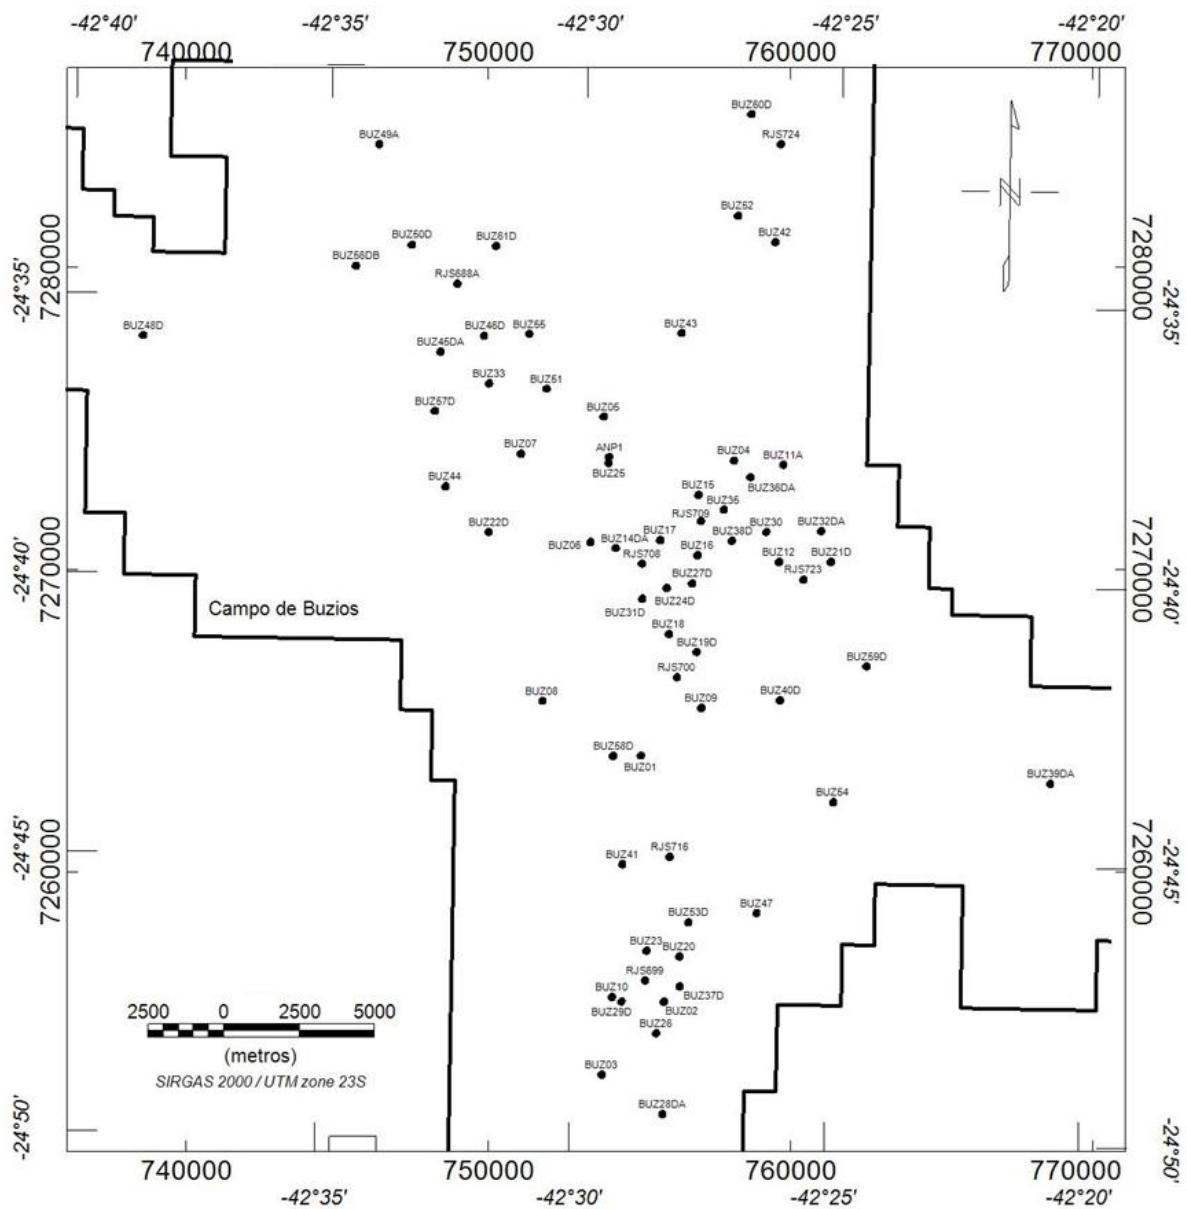 -42°40'
-42°35'
-42°30'
-42°25'
-42°20'
740000
750000
760000
770000
BUZ60D
BUZ49A
RJS724
BUZ52
BUZ50D
BUZ61D
BUZ42
BUZ56DB
RJS688A
7280000
7280000
-24°35'
-24°35'
BUZ48D
BUZ46D
BUZ55
BUZ43
BUZ45DA
BUZ33
BUZ51
BUZ57D
BUZ05
ANP1
BUZ07
BUZ25
BUZ04
BUZ11A
BUZ44
BUZ15
BUZ36DA
BUZ35
RJS709
BUZ22D
BUZ17
BUZ38D
BUZ30
BUZ32DA
BUZ06
BUZ14DA
RJS708
BUZ16
BUZ12
BUZ21D
RJS723
BUZ27D
BUZ24D
7270000
7270000
-24°40'
-24°40'
Campo de Buzios
BUZ31D
BUZ18
BUZ19D
RJS700
BUZ59D
BUZ08
BUZ09
BUZ40D
BUZ58D
BUZ01
BUZ39DA
BUZ54
RJS716
BUZ41
-24°45'
-24°45'
7260000
7260000
BUZ47
BUZ53D
BUZ23
BUZ20
RJS699
BUZ10
BUZ37D
BUZ29D
BUZ02
BUZ26
2500
0
2500
5000
(metros)
SIRGAS 2000 / UTM zone 23S
BUZ03
BUZ28DA
-24°50'
-24°50'
N
740000
750000
760000
770000
-42°35'
-42°30'
-42°25'
-42°20'